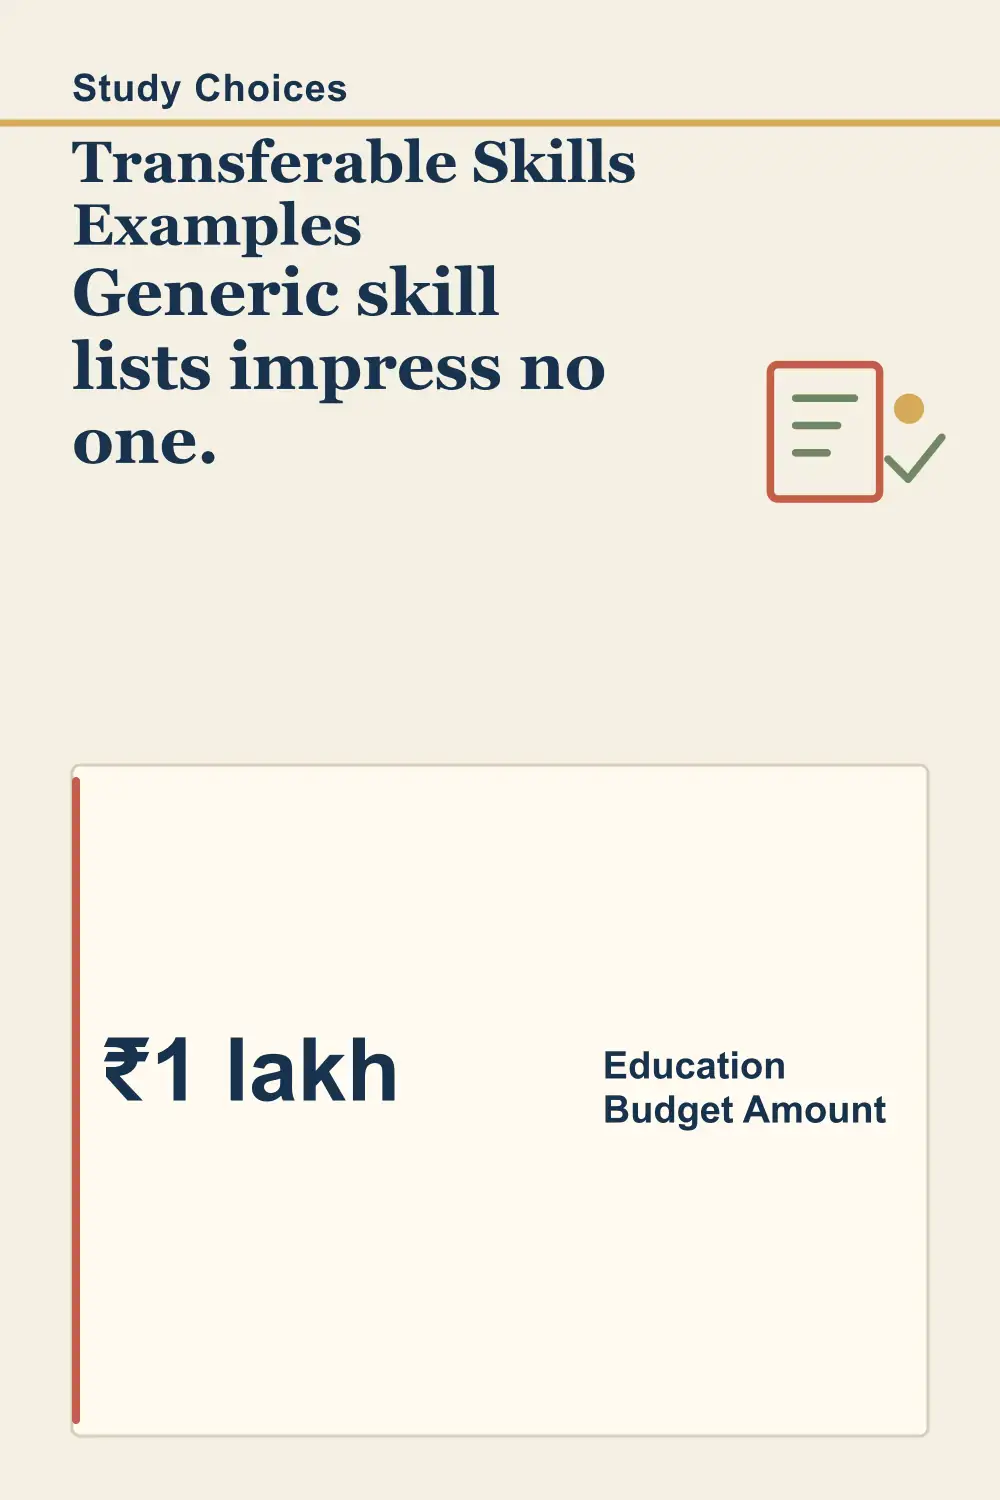 Study Choices
Transferable Skills
Examples
Generic skill
lists impress no
one.
₹1 lakh
Education
Budget Amount